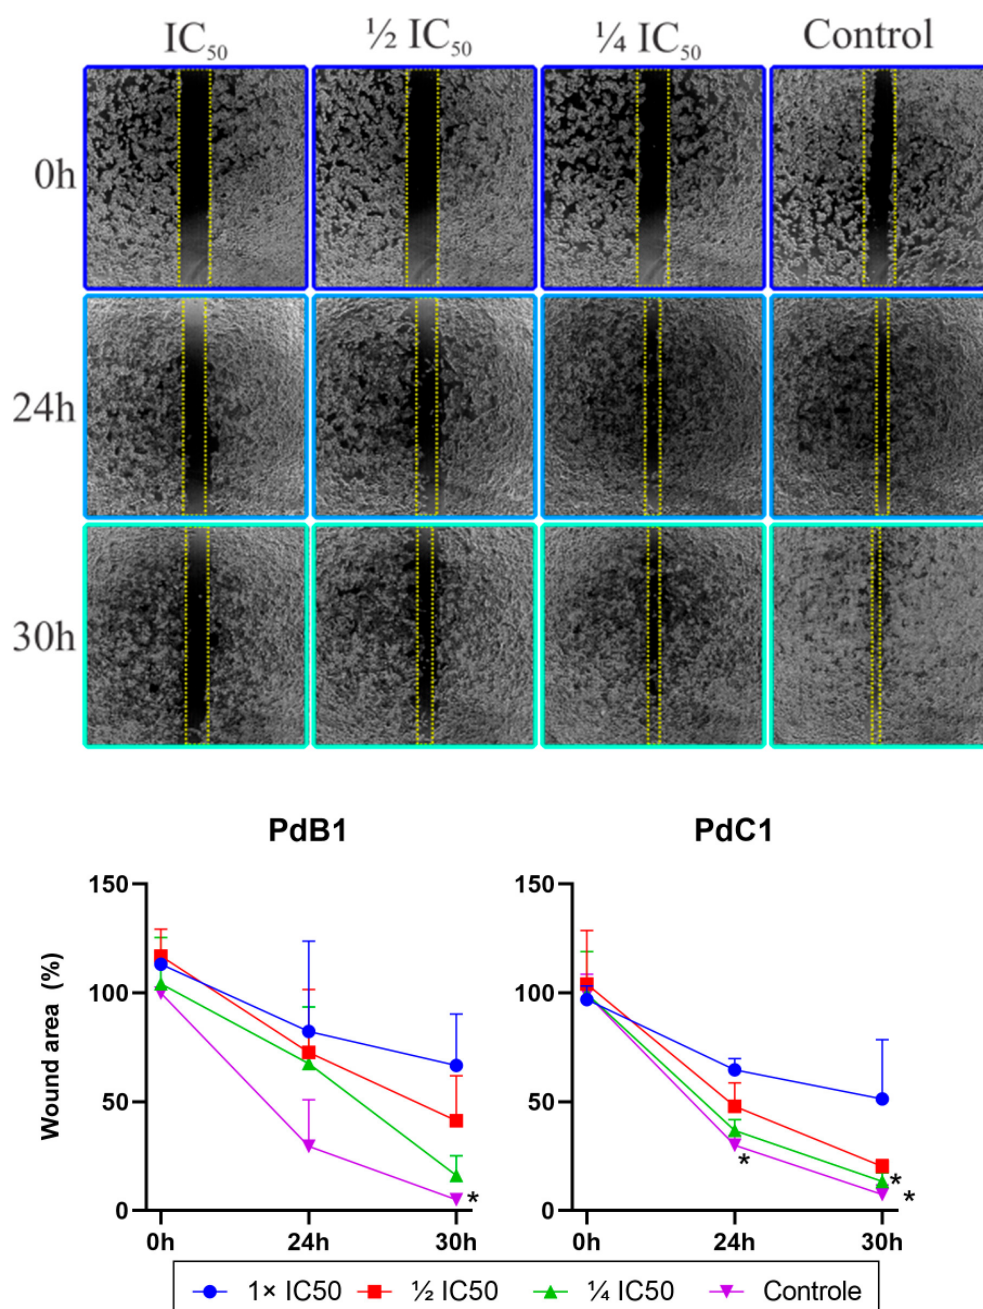 IC₅₀ ½ IC₅₀ ¼ IC₅₀ Control
0h
24h
30h
PdB1 PdC1
Wound area (%)
150
100
50
0
0h 24h 30h
*
150
100
50
0
0h 24h 30h
*
*
*
1× IC50 ½ IC50 ¼ IC50 Controle